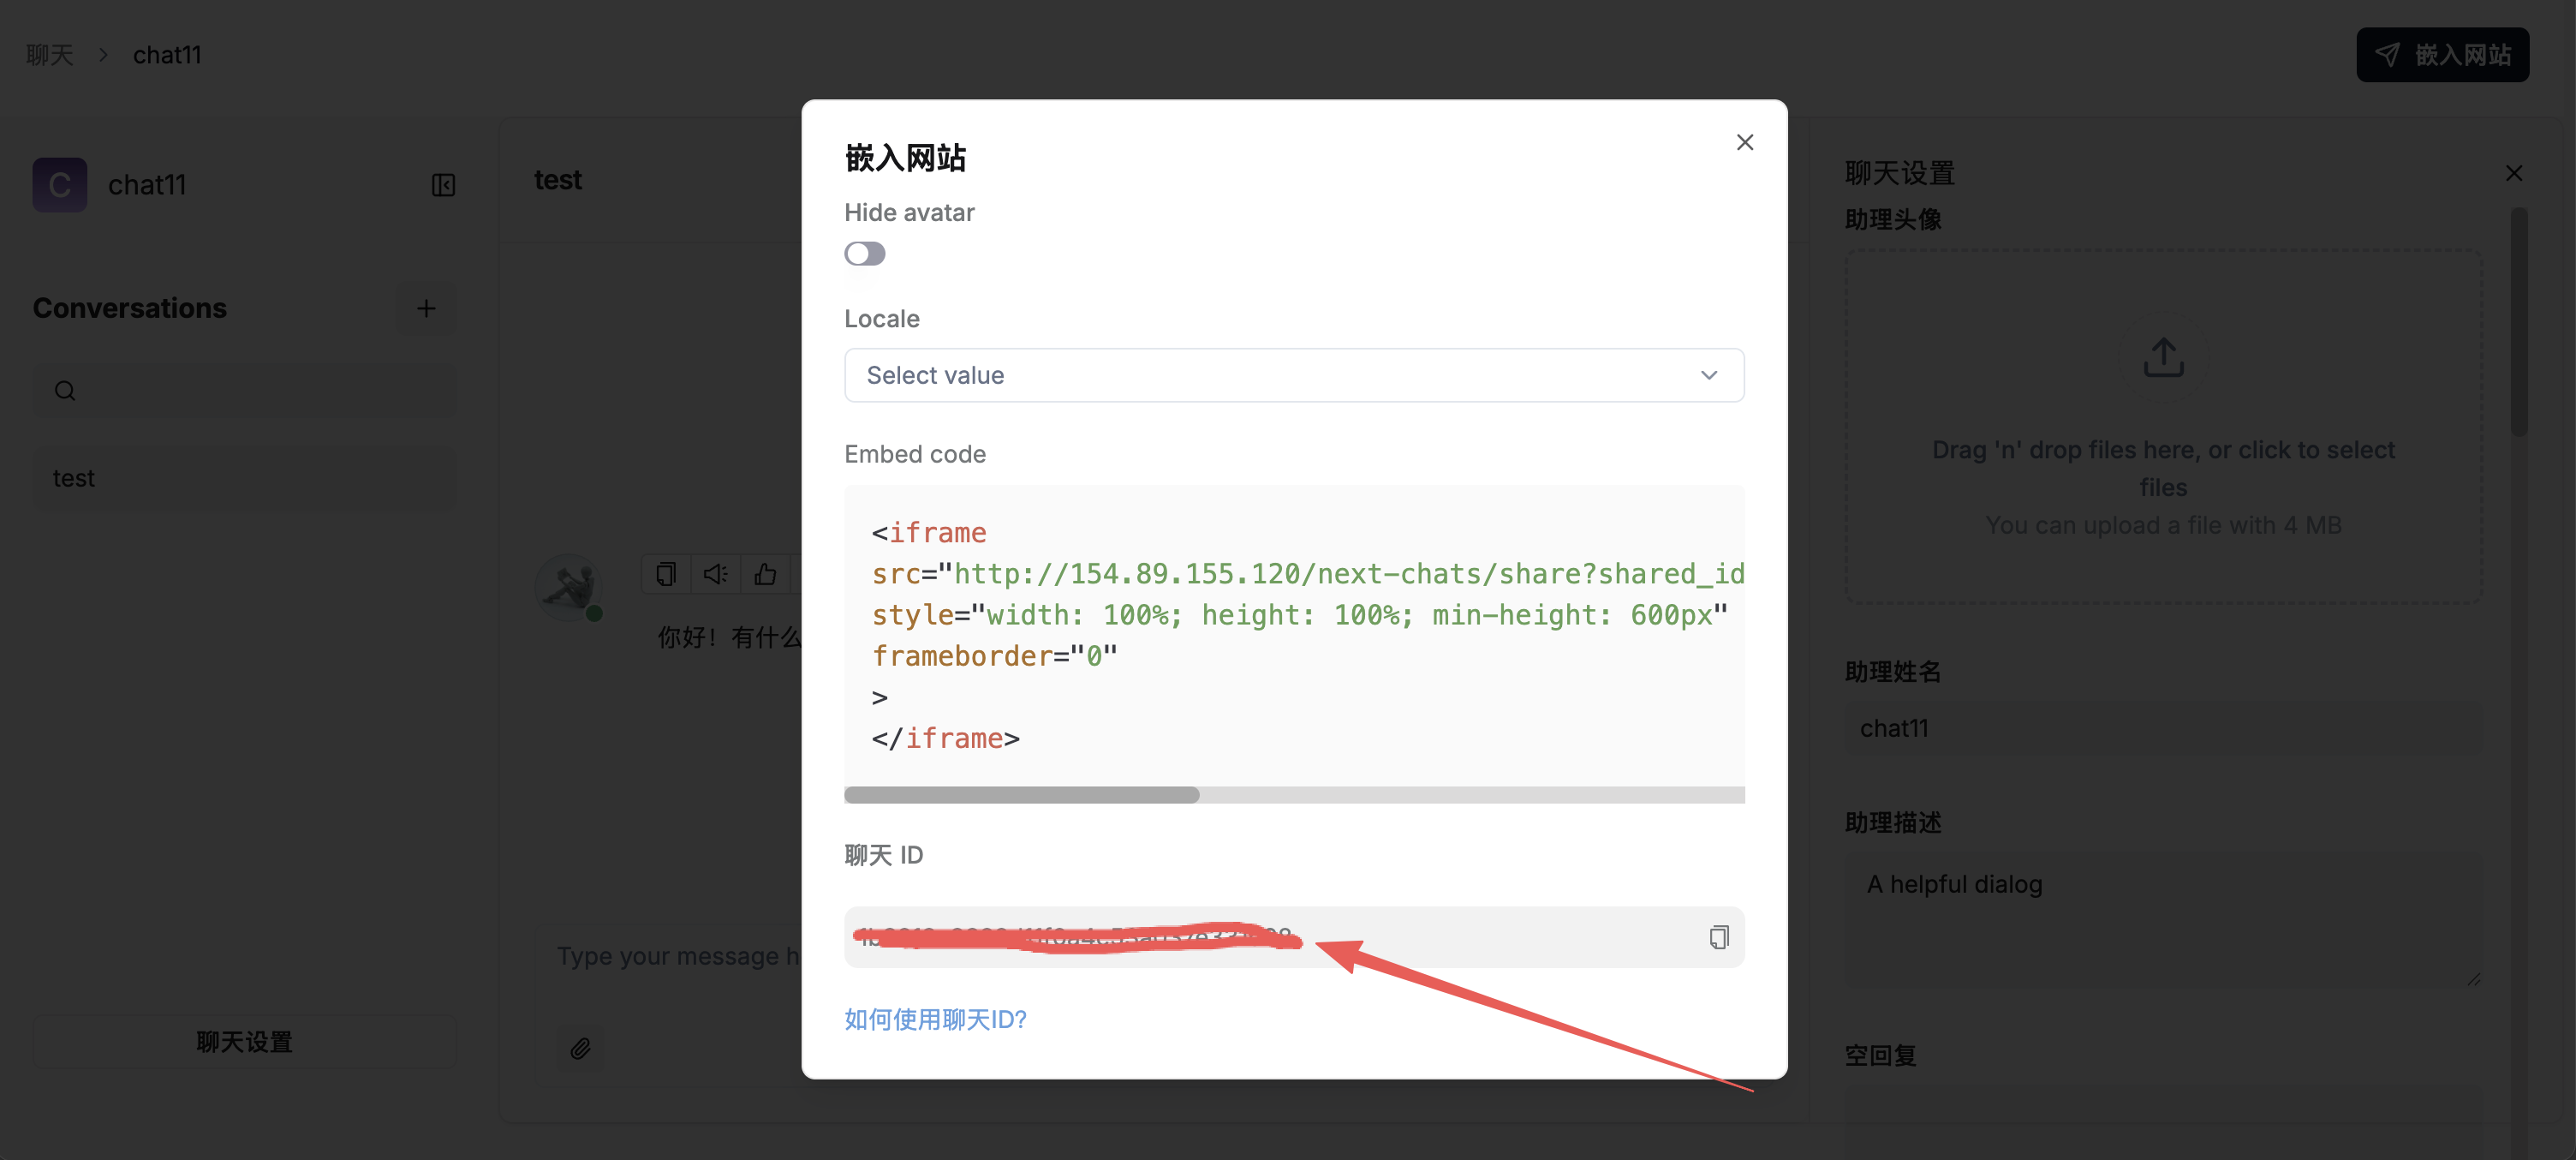 聊天 > chat11
嵌入网站
C chat11
Conversations
test
聊天设置
test
你好！有什么
Type your message h
嵌入网站
Hide avatar
Locale
Select value
Embed code
<iframe
src="http://154.89.155.120/next-chats/share?shared_id
style="width: 100%; height: 100%; min-height: 600px"
frameborder="0"
>
</iframe>
聊天 ID
如何使用聊天ID?
聊天设置
助理头像
Drag 'n' drop files here, or click to select
files
You can upload a file with 4 MB
助理姓名
chat11
助理描述
A helpful dialog
空回复